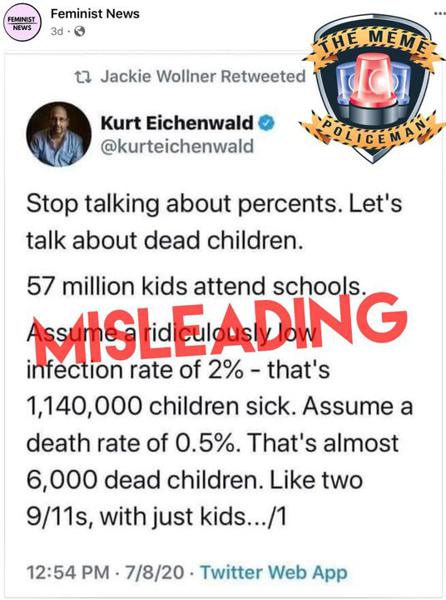 FEMINIST
NEWS
Feminist News
3d
THE MEME
POLICEMAN
Jackie Wollner Retweeted
Kurt Eichenwald
@kurteichenwald
Stop talking about percents. Let's
talk about dead children.
57 million kids attend schools.
MISLEADING
Assume a ridiculously low
infection rate of 2% - that's
1,140,000 children sick. Assume a
death rate of 0.5%. That's almost
6,000 dead children. Like two
9/11s, with just kids.../1
12:54 PM · 7/8/20 · Twitter Web App